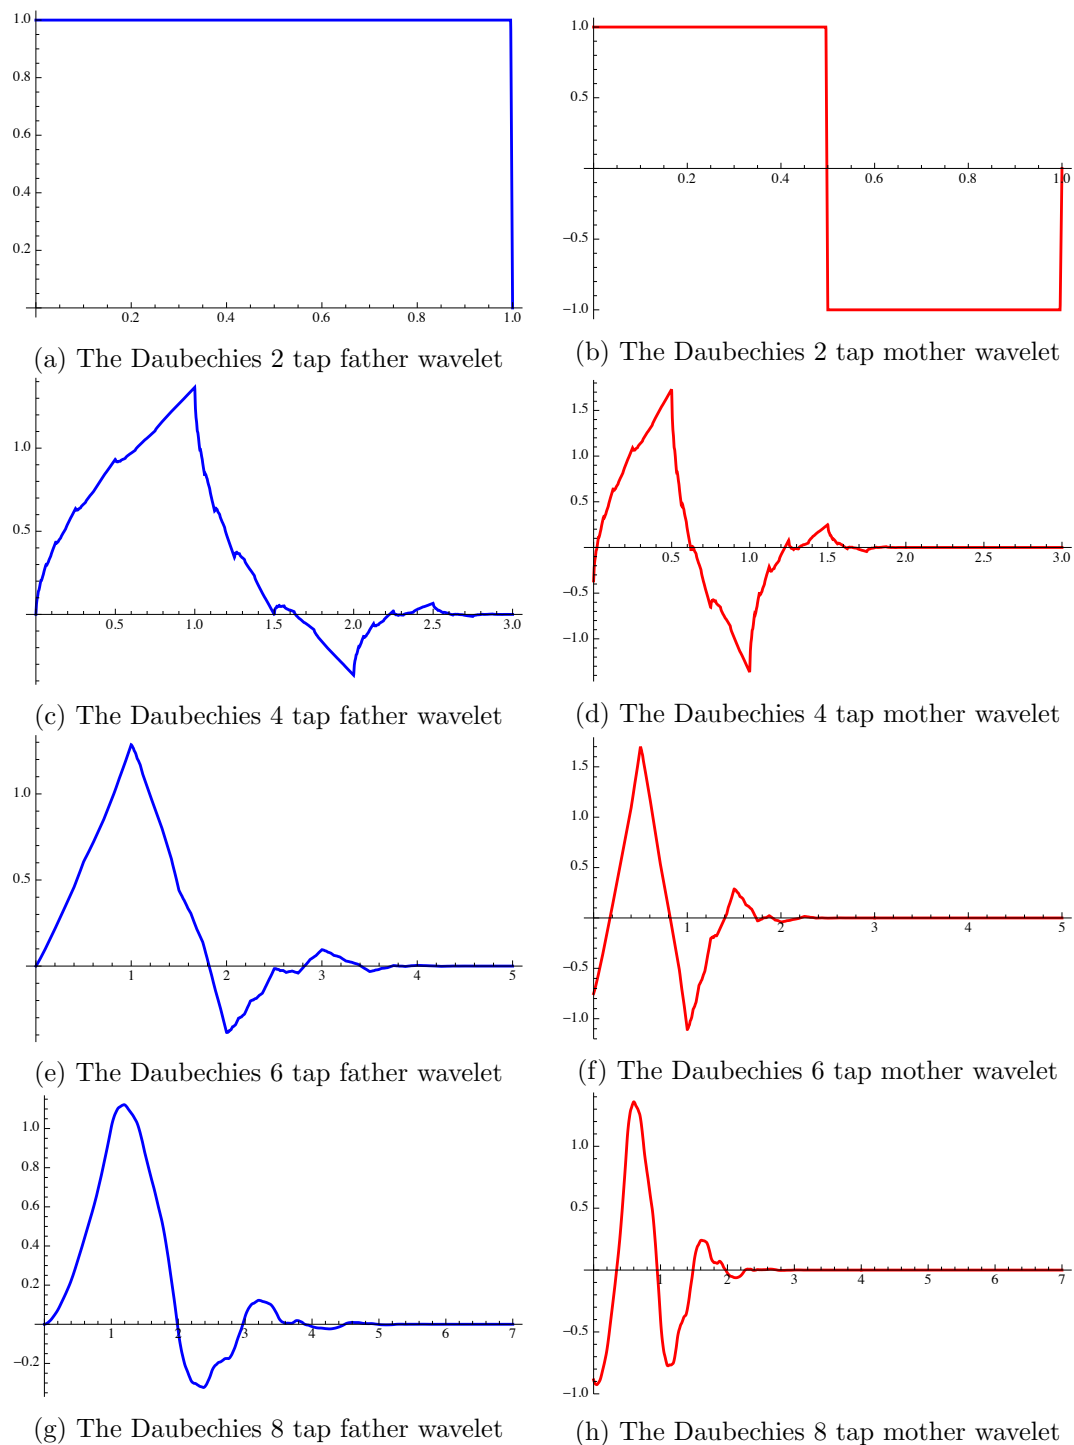 1.0
0.8
0.6
0.4
0.2
0.2 0.4 0.6 0.8 1.0
(a) The Daubechies 2 tap father wavelet
1.0
0.5
0.2 0.4 0.6 0.8 1.0
−0.5
−1.0
(b) The Daubechies 2 tap mother wavelet
1.0
0.5
0.5 1.0 1.5 2.0 2.5 3.0
(c) The Daubechies 4 tap father wavelet
1.5
1.0
0.5
0.5 1.0 1.5 2.0 2.5 3.0
−0.5
−1.0
(d) The Daubechies 4 tap mother wavelet
1.0
0.5
1 2 3 4 5
(e) The Daubechies 6 tap father wavelet
1.5
1.0
0.5
1 2 3 4 5
−0.5
−1.0
(f) The Daubechies 6 tap mother wavelet
1.0
0.8
0.6
0.4
0.2
1 2 3 4 5 6 7
−0.2
(g) The Daubechies 8 tap father wavelet
1.0
0.5
1 2 3 4 5 6 7
−0.5
−1.0
(h) The Daubechies 8 tap mother wavelet